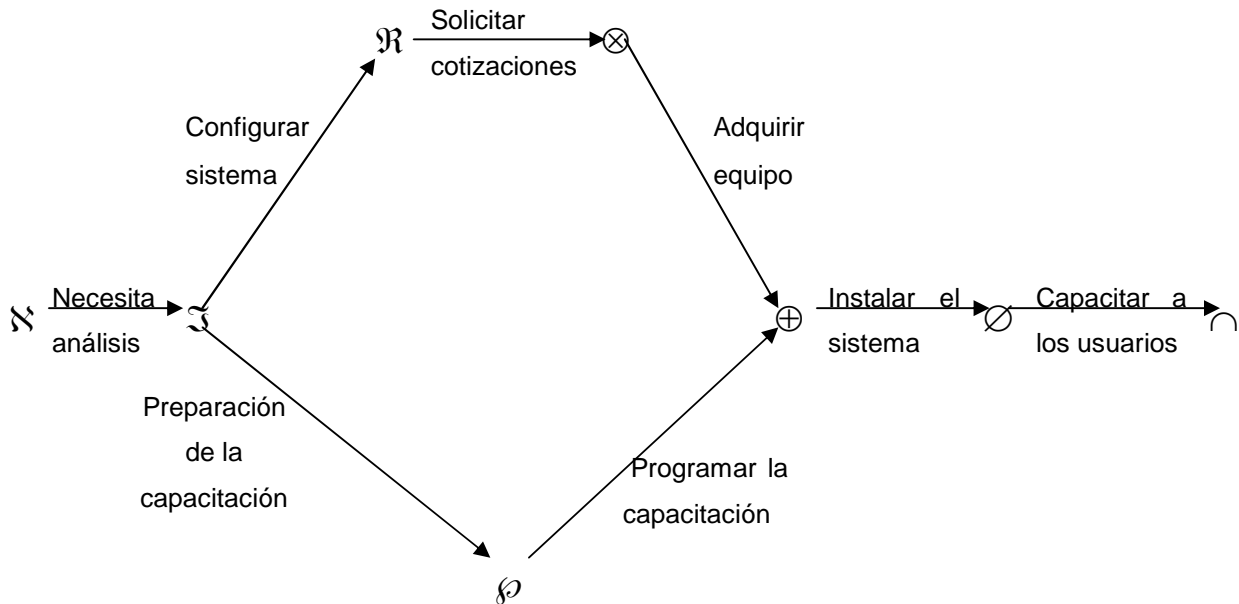 Solicitar
ℜ
⊗
cotizaciones
Configurar
sistema
Adquirir
equipo
Necesita
análisis
ℵ
ℑ
⊕
Instalar el
sistema
∅
Capacitar a
los usuarios
∩
Preparación
de la
capacitación
Programar la
capacitación
℘